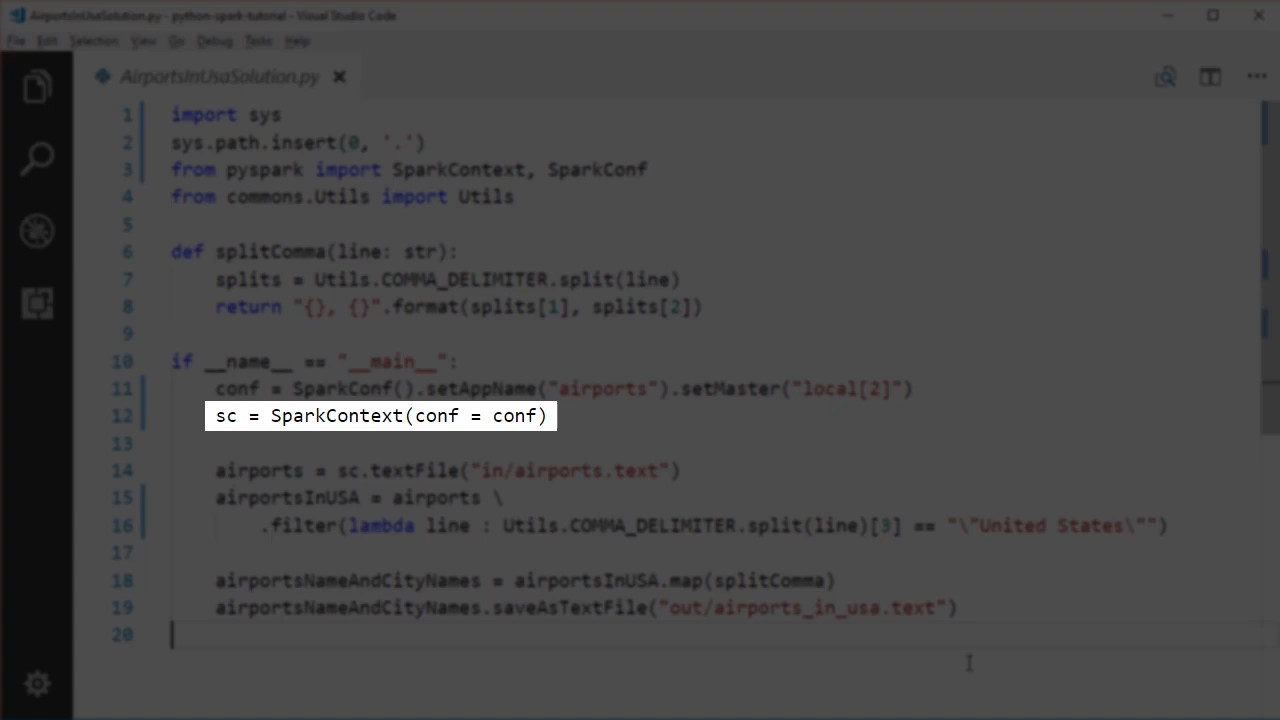 AirportsInUsaSolution.py - python-spark-tutorial - Visual Studio Code
File Edit Selection View Go Debug Tasks Help
AirportsInUsaSolution.py
1 import sys
2 sys.path.insert(0, '.')
3 from pyspark import SparkContext, SparkConf
4 from commons.Utils import Utils
5
6 def splitComma(line: str):
7 splits = Utils.COMMA_DELIMITER.split(line)
8 return "{}, {}".format(splits[1], splits[2])
9
10 if __name__ == "__main__":
11 conf = SparkConf().setAppName("airports").setMaster("local[2]")
12 sc = SparkContext(conf = conf)
13
14 airports = sc.textFile("in/airports.text")
15 airportsInUSA = airports \
16 .filter(lambda line : Utils.COMMA_DELIMITER.split(line)[3] == "\"United States\"")
17
18 airportsNameAndCityNames = airportsInUSA.map(splitComma)
19 airportsNameAndCityNames.saveAsTextFile("out/airports_in_usa.text")
20